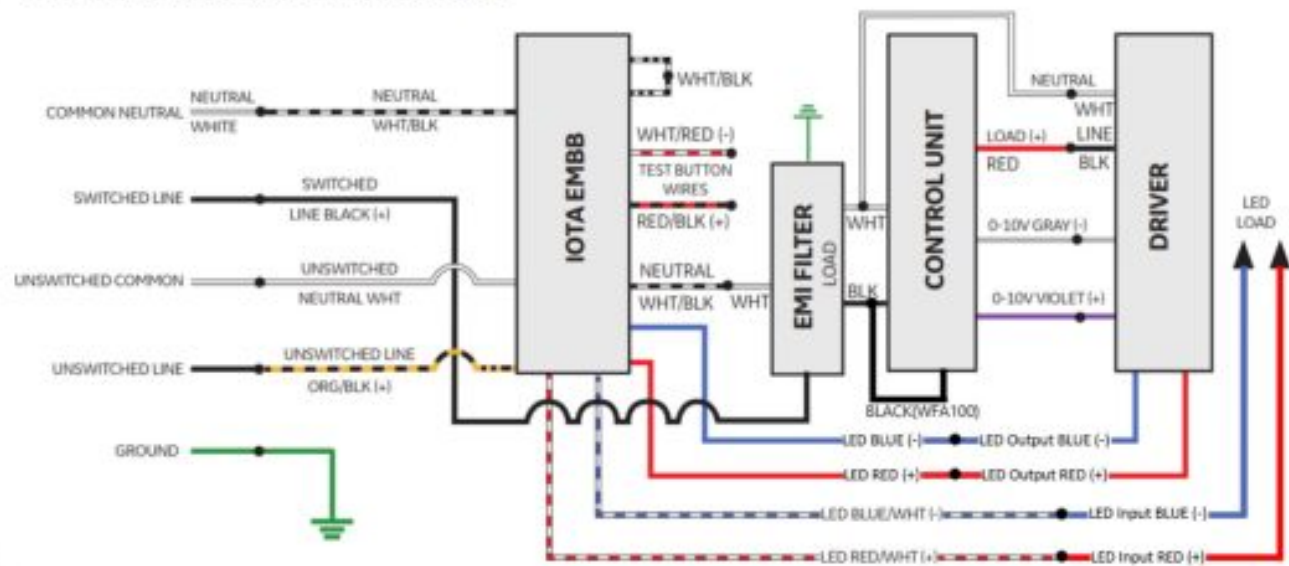 COMMON NEUTRAL
NEUTRAL
WHITE
NEUTRAL
WHT/BLK
SWITCHED LINE
SWITCHED
LINE BLACK (+)
UNSWITCHED COMMON
UNSWITCHED
NEUTRAL WHT
UNSWITCHED LINE
UNSWITCHED LINE
ORG/BLK (+)
GROUND
IOTA EMBB
WHT/BLK
WHT/RED (-)
TEST BUTTON
WIRES
RED/BLK (+)
NEUTRAL
WHT/BLK
WHT
EMI FILTER
LOAD
WHT
BLK
CONTROL UNIT
BLACK(WFA100)
NEUTRAL
WHT
LOAD (+)
RED
LINE
BLK
0-10V GRAY (-)
0-10V VIOLET (+)
DRIVER
LED
LOAD
LED BLUE (-)
LED Output BLUE (-)
LED RED (+)
LED Output RED (+)
LED BLUE/WHT (-)
LED Input BLUE (-)
LED RED/WHT (+)
LED Input RED (+)